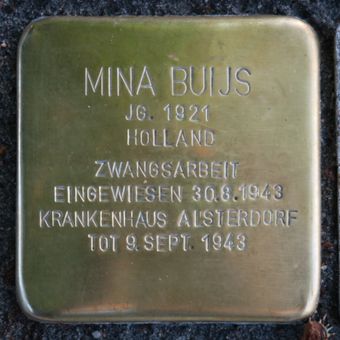 MINA BUIJS
JG. 1921
HOLLAND
ZWANGSARBEIT
EINGEWIESEN 30.8.1943
KRANKENHAUS ALSTERDORF
TOT 9. SEPT. 1943